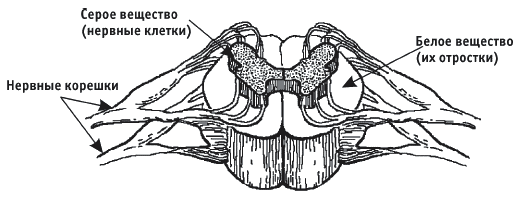 Серое вещество
(нервные клетки)
Белое вещество
(их отростки)
Нервные корешки